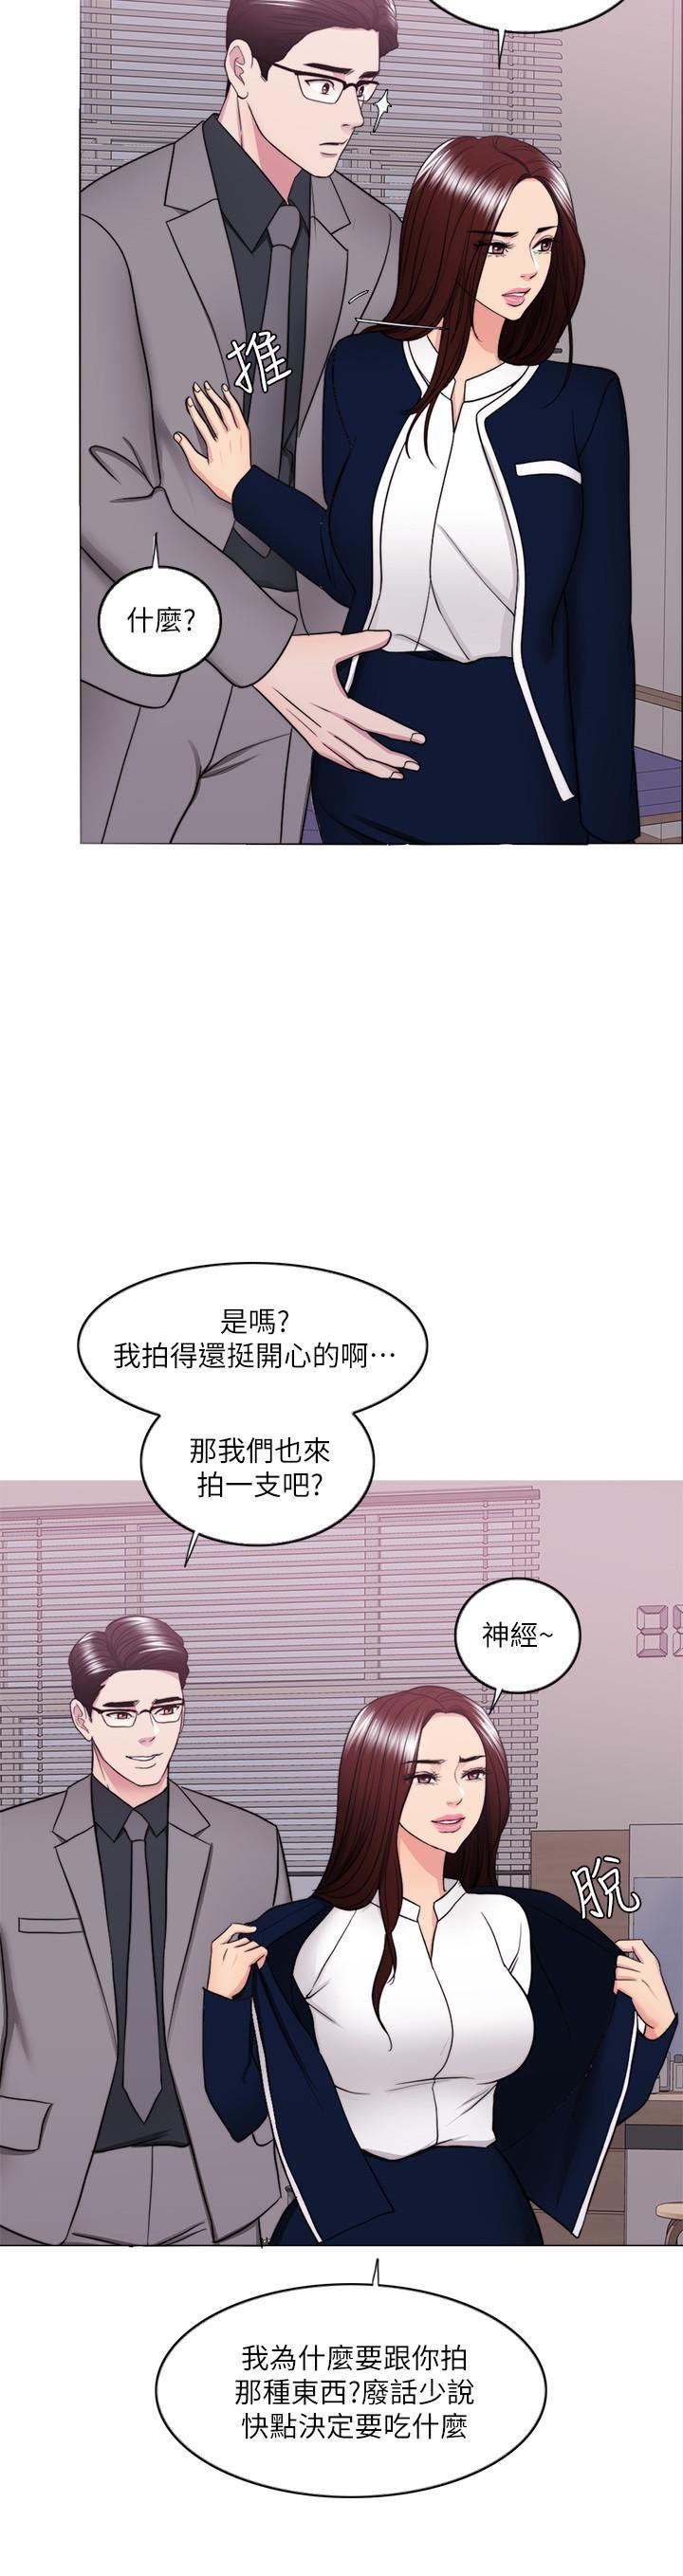 推
什麼?
是嗎?
我拍得還挺開心的啊…
那我們也來
拍一支吧?
神經~
脫
我為什麼要跟你拍
那種東西?廢話少說
快點決定要吃什麼